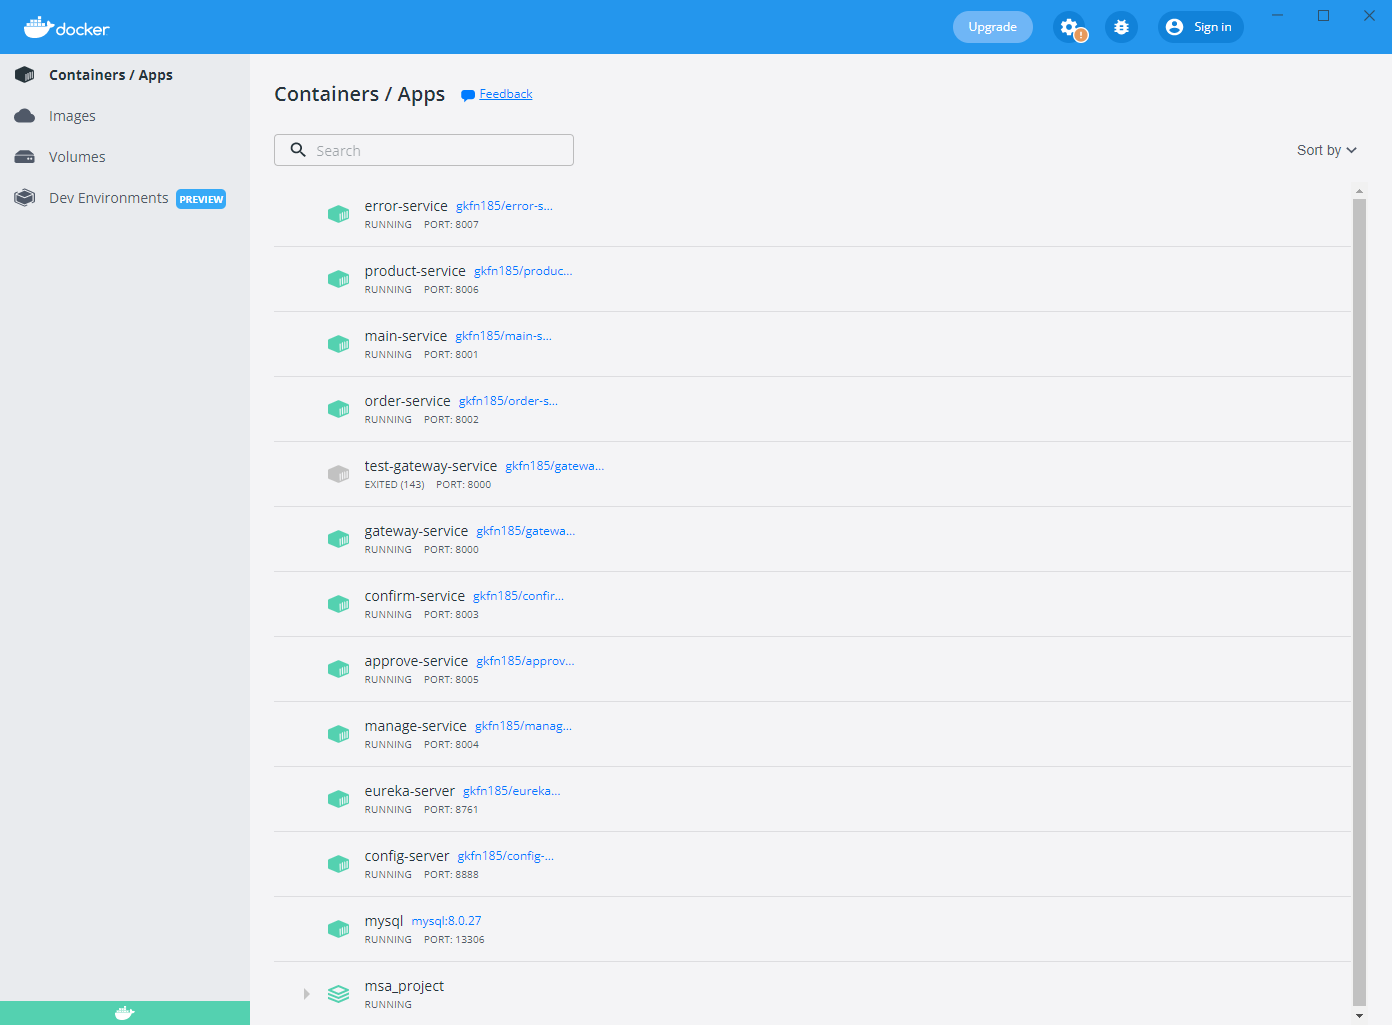 docker
Upgrade
Sign in
Containers / Apps
Images
Volumes
Dev Environments PREVIEW
Containers / Apps Feedback
Search
Sort by
error-service gkfn185/error-s...
RUNNING PORT: 8007
product-service gkfn185/produc...
RUNNING PORT: 8006
main-service gkfn185/main-s...
RUNNING PORT: 8001
order-service gkfn185/order-s...
RUNNING PORT: 8002
test-gateway-service gkfn185/gatewa...
EXITED (143) PORT: 8000
gateway-service gkfn185/gatewa...
RUNNING PORT: 8000
confirm-service gkfn185/confir...
RUNNING PORT: 8003
approve-service gkfn185/approv...
RUNNING PORT: 8005
manage-service gkfn185/manag...
RUNNING PORT: 8004
eureka-server gkfn185/eureka...
RUNNING PORT: 8761
config-server gkfn185/config-...
RUNNING PORT: 8888
mysql mysql:8.0.27
RUNNING PORT: 13306
msa_project
RUNNING